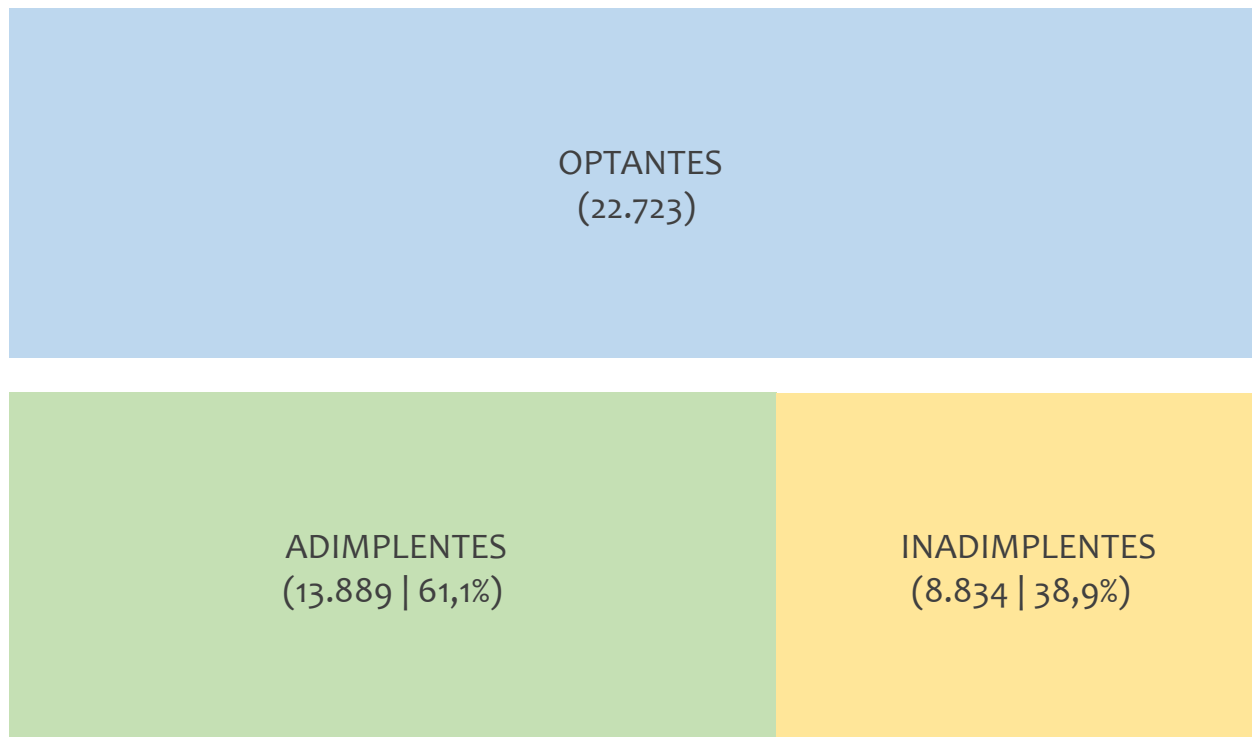 OPTANTES
(22.723)
ADIMPLENTES
(13.889 | 61,1%)
INADIMPLENTES
(8.834 | 38,9%)